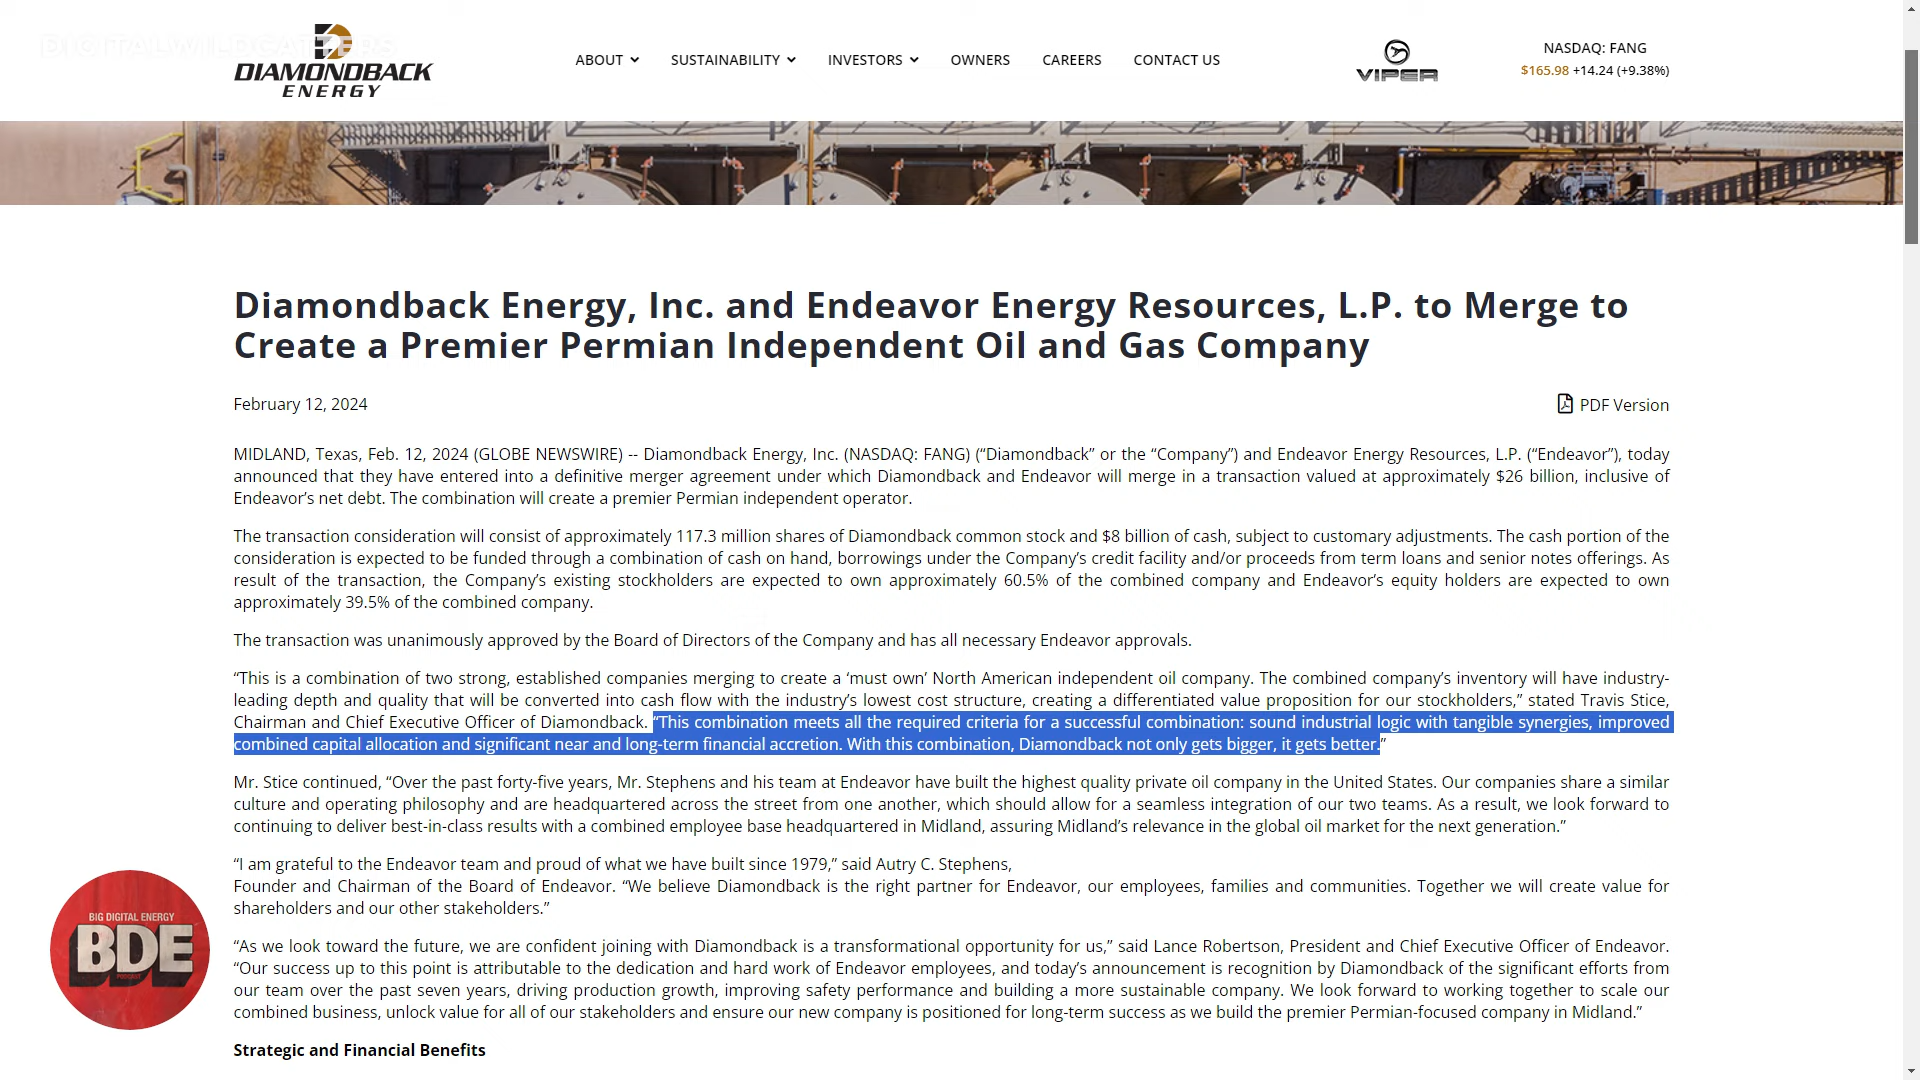 DIGITALWILDCATTERS
DIAMONDBACK
ENERGY
ABOUT
SUSTAINABILITY
INVESTORS
OWNERS
CAREERS
CONTACT US
VIPER
NASDAQ: FANG
$165.98 +14.24 (+9.38%)
Diamondback Energy, Inc. and Endeavor Energy Resources, L.P. to Merge to
Create a Premier Permian Independent Oil and Gas Company
February 12, 2024
PDF Version
MIDLAND, Texas, Feb. 12, 2024 (GLOBE NEWSWIRE) -- Diamondback Energy, Inc. (NASDAQ: FANG) (“Diamondback” or the “Company”) and Endeavor Energy Resources, L.P. (“Endeavor”), today
announced that they have entered into a definitive merger agreement under which Diamondback and Endeavor will merge in a transaction valued at approximately $26 billion, inclusive of
Endeavor’s net debt. The combination will create a premier Permian independent operator.
The transaction consideration will consist of approximately 117.3 million shares of Diamondback common stock and $8 billion of cash, subject to customary adjustments. The cash portion of the
consideration is expected to be funded through a combination of cash on hand, borrowings under the Company’s credit facility and/or proceeds from term loans and senior notes offerings. As
result of the transaction, the Company’s existing stockholders are expected to own approximately 60.5% of the combined company and Endeavor’s equity holders are expected to own
approximately 39.5% of the combined company.
The transaction was unanimously approved by the Board of Directors of the Company and has all necessary Endeavor approvals.
“This is a combination of two strong, established companies merging to create a ‘must own’ North American independent oil company. The combined company’s inventory will have industry-
leading depth and quality that will be converted into cash flow with the industry’s lowest cost structure, creating a differentiated value proposition for our stockholders,” stated Travis Stice,
Chairman and Chief Executive Officer of Diamondback. “This combination meets all the required criteria for a successful combination: sound industrial logic with tangible synergies, improved
combined capital allocation and significant near and long-term financial accretion. With this combination, Diamondback not only gets bigger, it gets better.”
Mr. Stice continued, “Over the past forty-five years, Mr. Stephens and his team at Endeavor have built the highest quality private oil company in the United States. Our companies share a similar
culture and operating philosophy and are headquartered across the street from one another, which should allow for a seamless integration of our two teams. As a result, we look forward to
continuing to deliver best-in-class results with a combined employee base headquartered in Midland, assuring Midland’s relevance in the global oil market for the next generation.”
“I am grateful to the Endeavor team and proud of what we have built since 1979,” said Autry C. Stephens,
Founder and Chairman of the Board of Endeavor. “We believe Diamondback is the right partner for Endeavor, our employees, families and communities. Together we will create value for
shareholders and our other stakeholders.”
“As we look toward the future, we are confident joining with Diamondback is a transformational opportunity for us,” said Lance Robertson, President and Chief Executive Officer of Endeavor.
“Our success up to this point is attributable to the dedication and hard work of Endeavor employees, and today’s announcement is recognition by Diamondback of the significant efforts from
our team over the past seven years, driving production growth, improving safety performance and building a more sustainable company. We look forward to working together to scale our
combined business, unlock value for all of our stakeholders and ensure our new company is positioned for long-term success as we build the premier Permian-focused company in Midland.”
Strategic and Financial Benefits
BIG DIGITAL ENERGY
BDE
PODCAST